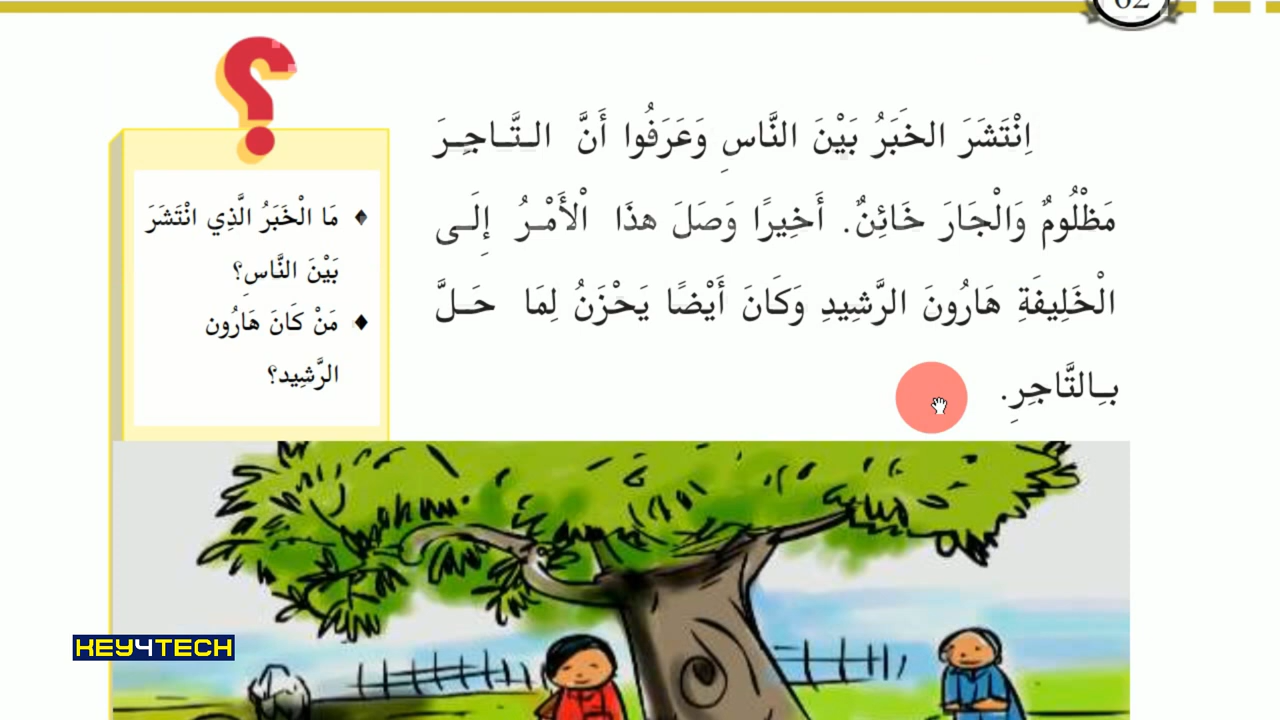 62
اِنْتَشَرَ الخَبَرُ بَيْنَ النَّاسِ وَعَرَفُوا أَنَّ التَّاجِرَ
مَظْلُومٌ وَالْجَارَ خَائِنٌ. أَخِيرًا وَصَلَ هذَا الْأَمْرُ إِلَى
الْخَلِيفَةِ هَارُونَ الرَّشِيدِ وَكَانَ أَيْضًا يَحْزَنُ لِمَا حَلَّ
بِالتَّاجِرِ.
؟
♦ مَا الْخَبَرُ الَّذِي انْتَشَرَ
بَيْنَ النَّاسِ؟
♦ مَنْ كَانَ هَارُون
الرَّشِيد؟
KEY4TECH